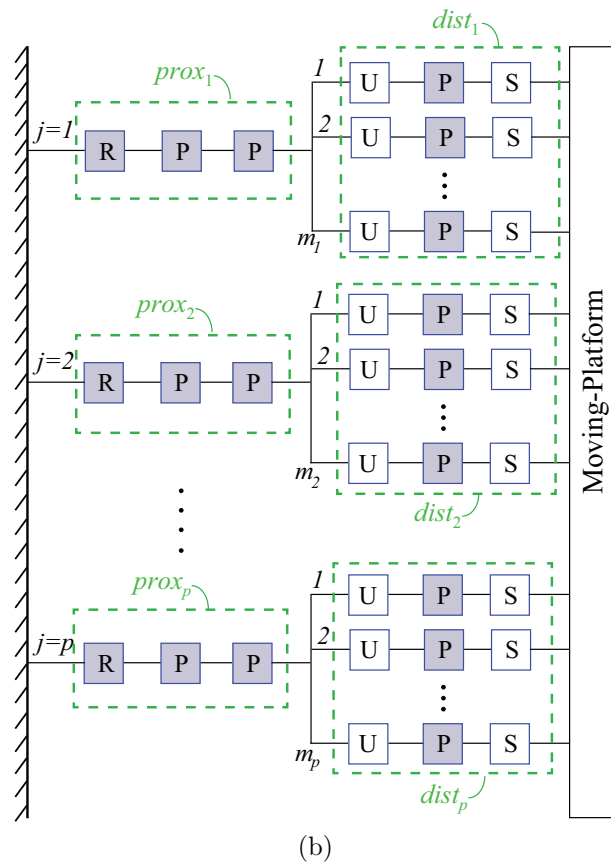 dist₁
prox₁
1 U P S
j=1 R P P
2 U P S
m₁ U P S
prox₂
1 U P S
2 U P S
j=2 R P P
m₂ U P S
dist₂
Moving-Platform
proxₚ
1 U P S
2 U P S
j=p R P P
mₚ U P S
distₚ
(b)